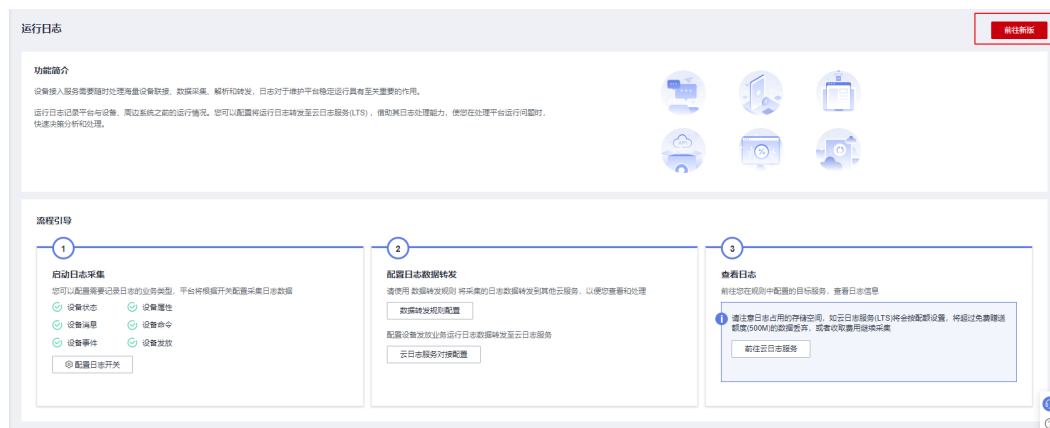 运行日志
前往新版
功能简介
设备接入服务需要随时处理海量设备联接、数据采集、解析和转发，日志对于维护平台稳定运行具有至关重要的作用。
运行日志记录平台与设备、周边系统之前的运行情况。您可以配置将运行日志转发至云日志服务(LTS)，借助其日志处理能力，使您在处理平台运行问题时，
快速决策分析和处理。
API
流程引导
1
启动日志采集
您可以配置需要记录日志的业务类型，平台将根据开关配置采集日志数据
设备状态 设备属性
设备消息 设备命令
设备事件 设备发放
配置日志开关
2
配置日志数据转发
请使用 数据转发规则 将采集的日志数据转发到其他云服务，以便您查看和处理
数据转发规则配置
配置设备发放业务运行日志数据转发至云日志服务
云日志服务对接配置
3
查看日志
前往您在规则中配置的目标服务，查看日志信息
请注意日志占用的存储空间，如云日志服务(LTS)将会按配额设置，将超过免费赠送
额度(500M)的数据丢弃，或者收取费用继续采集
前往云日志服务